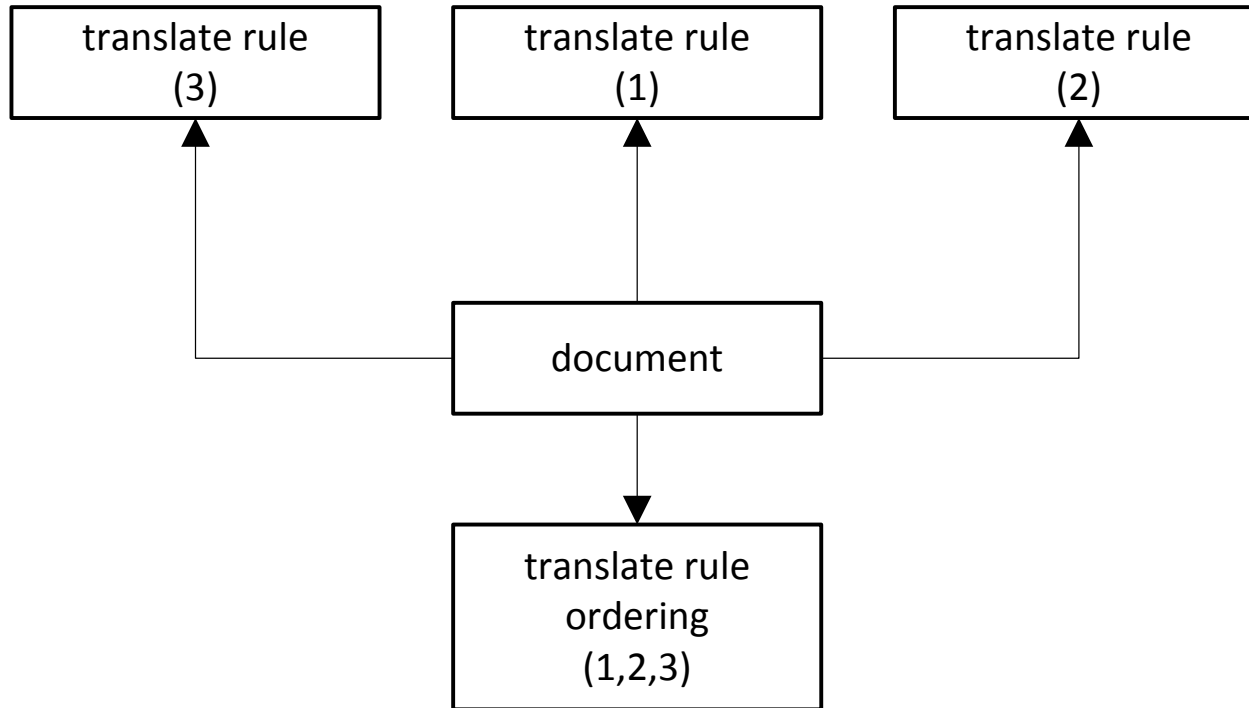 translate rule
(3)
translate rule
(1)
translate rule
(2)
document
translate rule
ordering
(1,2,3)